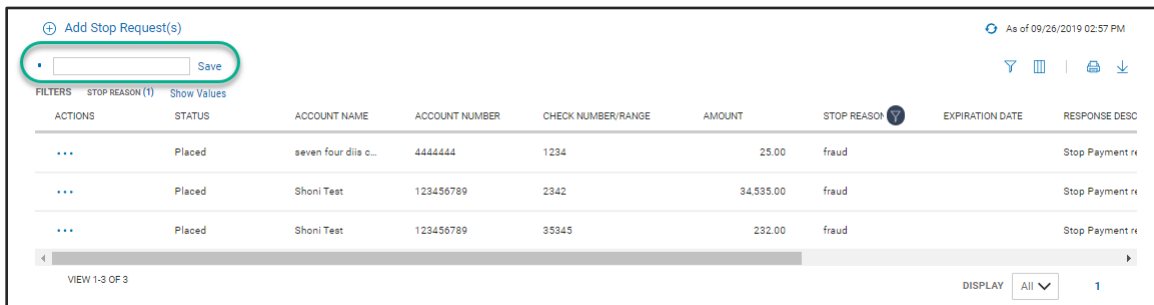 Add Stop Request(s)
As of 09/26/2019 02:57 PM
Save
FILTERS STOP REASON (1) Show Values
ACTIONS STATUS ACCOUNT NAME ACCOUNT NUMBER CHECK NUMBER/RANGE AMOUNT STOP REASON EXPIRATION DATE RESPONSE DESC
... Placed seven four diis c... 4444444 1234 25.00 fraud Stop Payment re
... Placed Shoni Test 123456789 2342 34,535.00 fraud Stop Payment re
... Placed Shoni Test 123456789 35345 232.00 fraud Stop Payment re
VIEW 1-3 OF 3
DISPLAY All 1